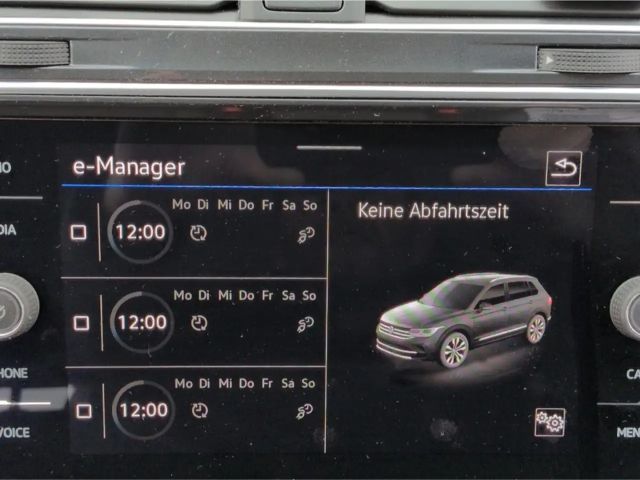 e-Manager
Mo Di Mi Do Fr Sa So
12:00
Mo Di Mi Do Fr Sa So
12:00
Mo Di Mi Do Fr Sa So
12:00
Keine Abfahrtszeit
VOICE